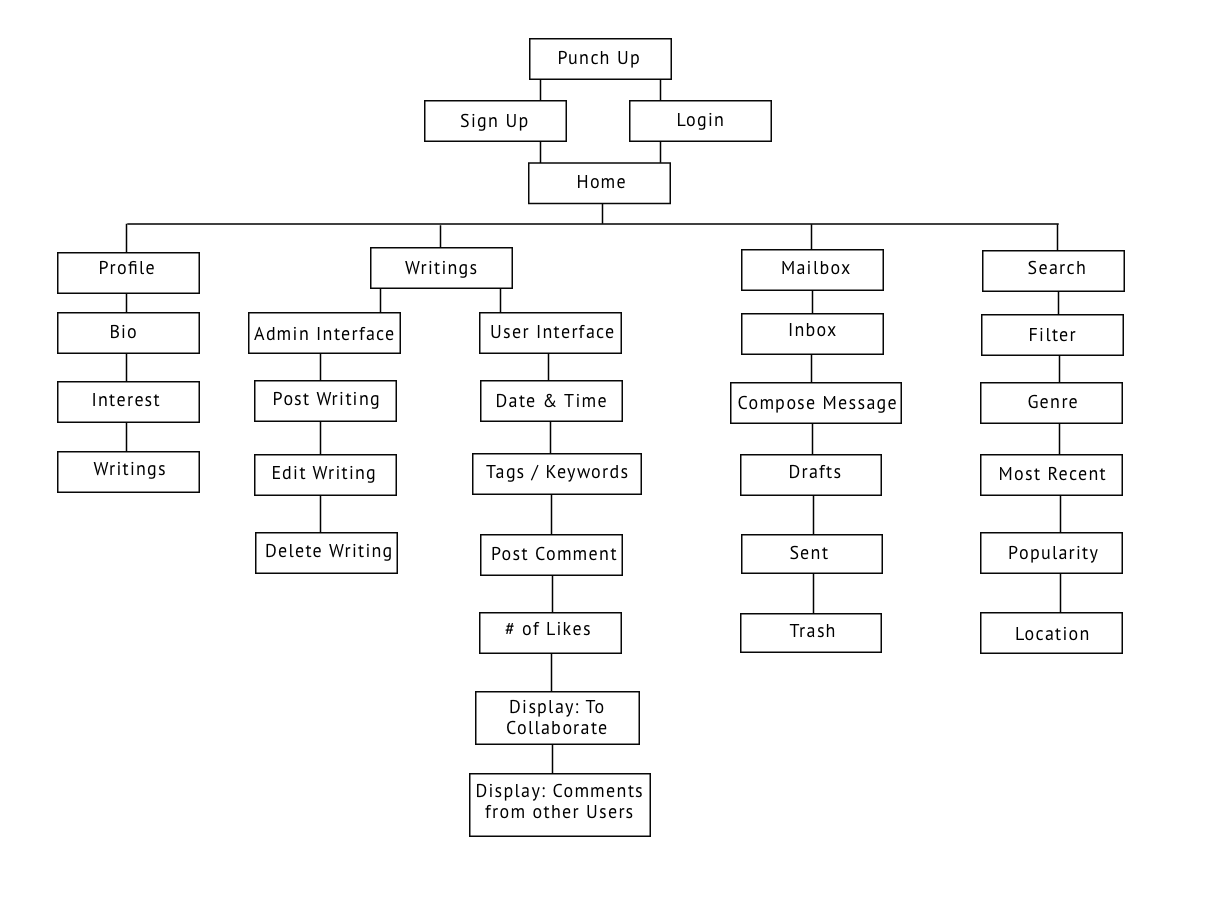 Punch Up
Sign Up
Login
Home
Profile
Writings
Mailbox
Search
Bio
Admin Interface
User Interface
Inbox
Filter
Interest
Post Writing
Date & Time
Compose Message
Genre
Writings
Edit Writing
Tags / Keywords
Drafts
Most Recent
Delete Writing
Post Comment
Sent
Popularity
# of Likes
Trash
Location
Display: To
Collaborate
Display: Comments
from other Users